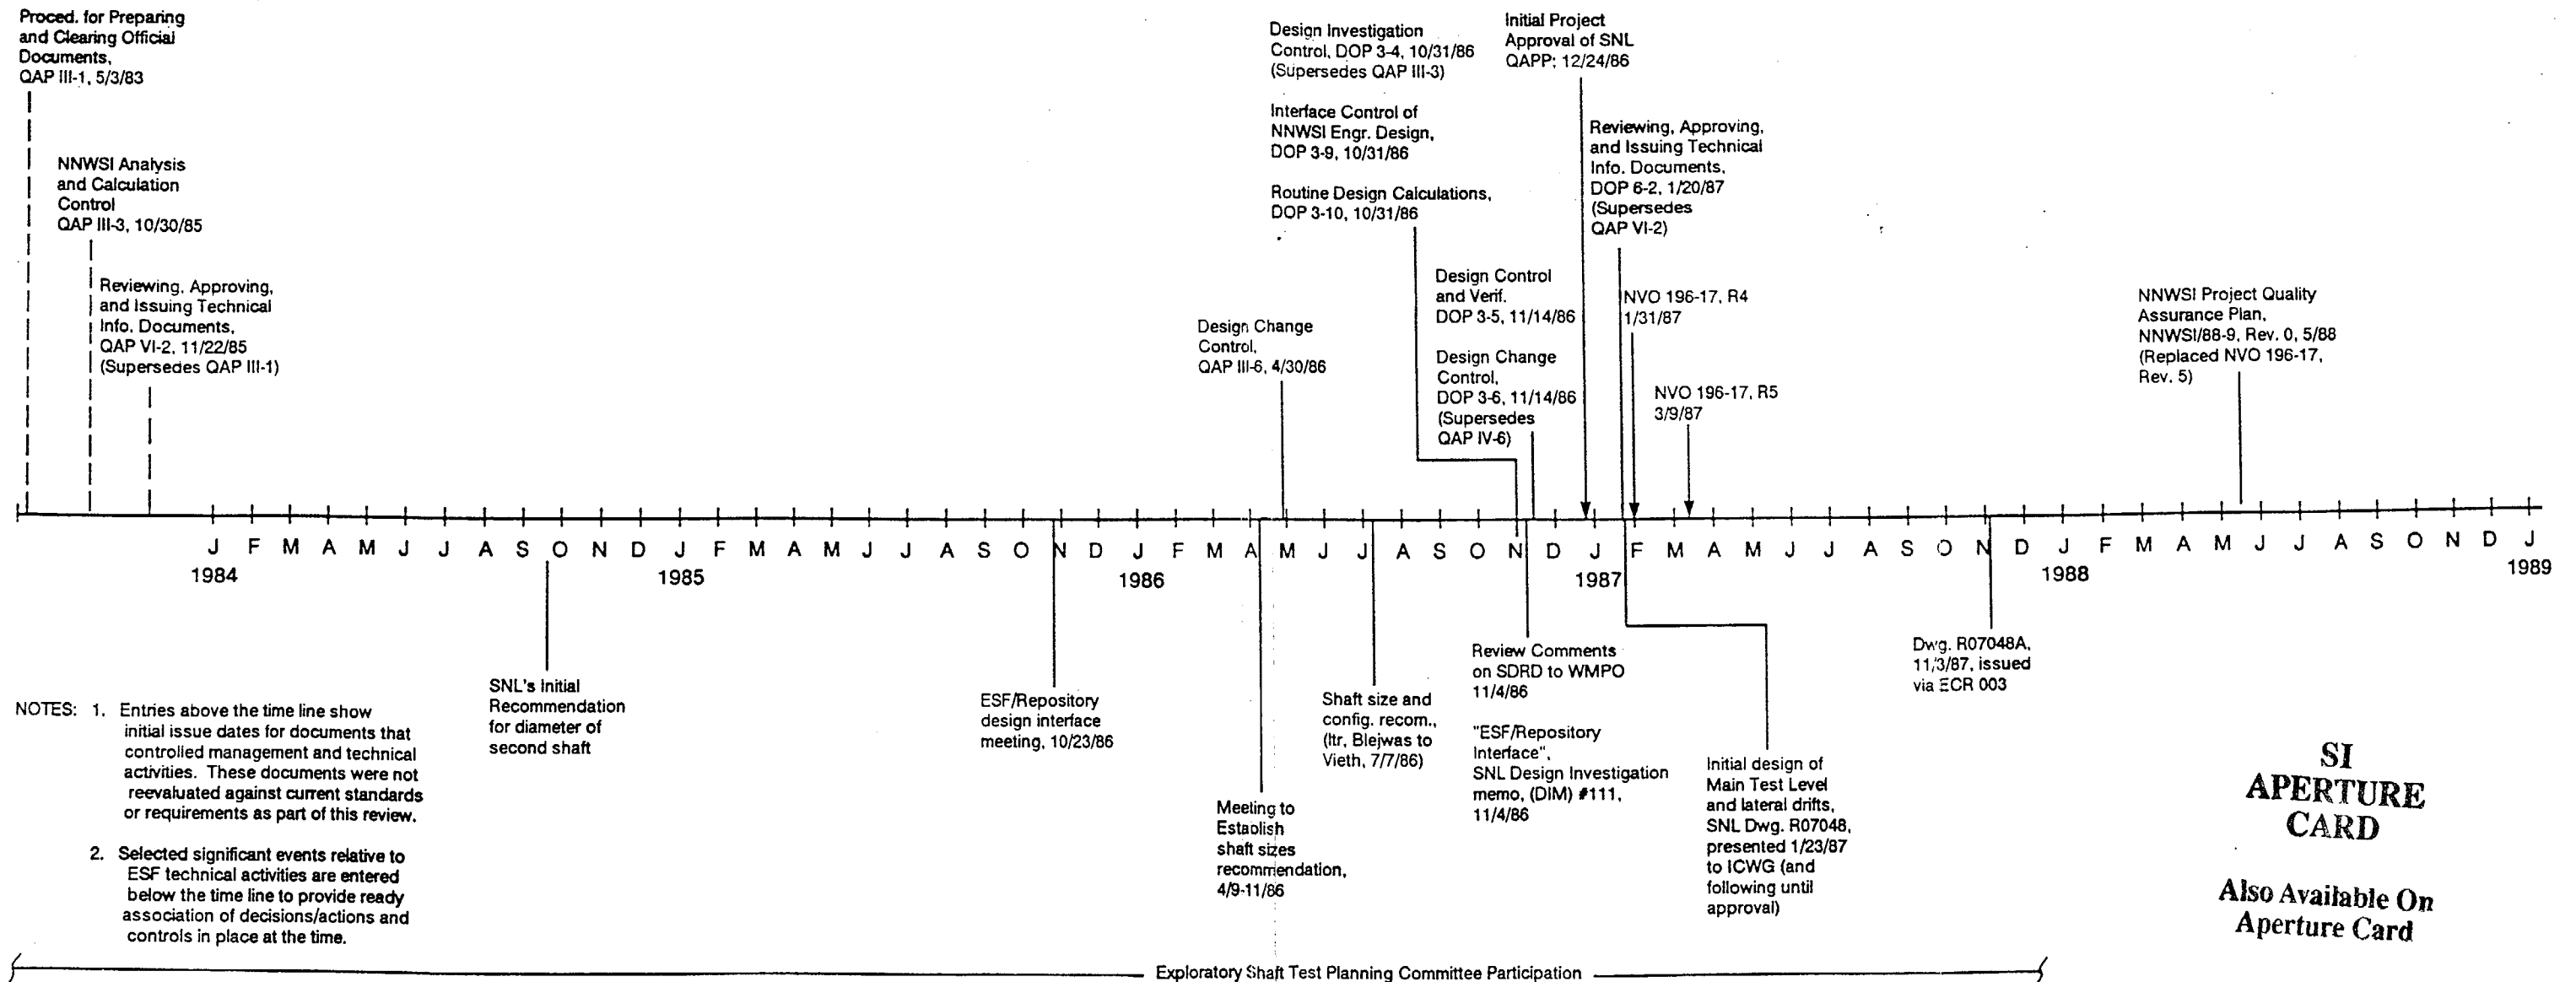 Proced. for Preparing
and Clearing Official
Documents,
QAP III-1, 5/3/83
NNWSI Analysis
and Calculation
Control
QAP III-3, 10/30/85
Reviewing, Approving,
and Issuing Technical
Info. Documents,
QAP VI-2, 11/22/85
(Supersedes QAP III-1)
Design Change
Control,
QAP III-6, 4/30/86
Design Investigation
Control, DOP 3-4, 10/31/86
(Supersedes QAP III-3)
Interface Control of
NNWSI Engr. Design,
DOP 3-9, 10/31/86
Routine Design Calculations,
DOP 3-10, 10/31/86
Design Control
and Verif.
DOP 3-5, 11/14/86
Design Change
Control,
DOP 3-6, 11/14/86
(Supersedes
QAP IV-6)
Initial Project
Approval of SNL
QAPP; 12/24/86
Reviewing, Approving,
and Issuing Technical
Info. Documents,
DOP 6-2, 1/20/87
(Supersedes
QAP VI-2)
NVO 196-17, R4
1/31/87
NVO 196-17, R5
3/9/87
NNWSI Project Quality
Assurance Plan,
NNWSI/88-9, Rev. 0, 5/88
(Replaced NVO 196-17,
Rev. 5)
J F M A M J J A S O N D J F M A M J J A S O N D J F M A M J J A S O N D J F M A M J J A S O N D J F M A M J J A S O N D J
1984 1985 1986 1987 1988 1989
SNL's Initial
Recommendation
for diameter of
second shaft
ESF/Repository
design interface
meeting, 10/23/86
Meeting to
Establish
shaft sizes
recommendation,
4/9-11/86
Shaft size and
config. recom.,
(ltr, Blejwas to
Vieth, 7/7/86)
Review Comments
on SDRD to WMPO
11/4/86
"ESF/Repository
Interface",
SNL Design Investigation
memo, (DIM) #111,
11/4/86
Initial design of
Main Test Level
and lateral drifts,
SNL Dwg. R07048,
presented 1/23/87
to ICWG (and
following until
approval)
Dwg. R07048A,
11/3/87, issued
via ECR 003
NOTES: 1. Entries above the time line show
initial issue dates for documents that
controlled management and technical
activities. These documents were not
reevaluated against current standards
or requirements as part of this review.
2. Selected significant events relative to
ESF technical activities are entered
below the time line to provide ready
association of decisions/actions and
controls in place at the time.
SI
APERTURE
CARD
Also Available On
Aperture Card
Exploratory Shaft Test Planning Committee Participation